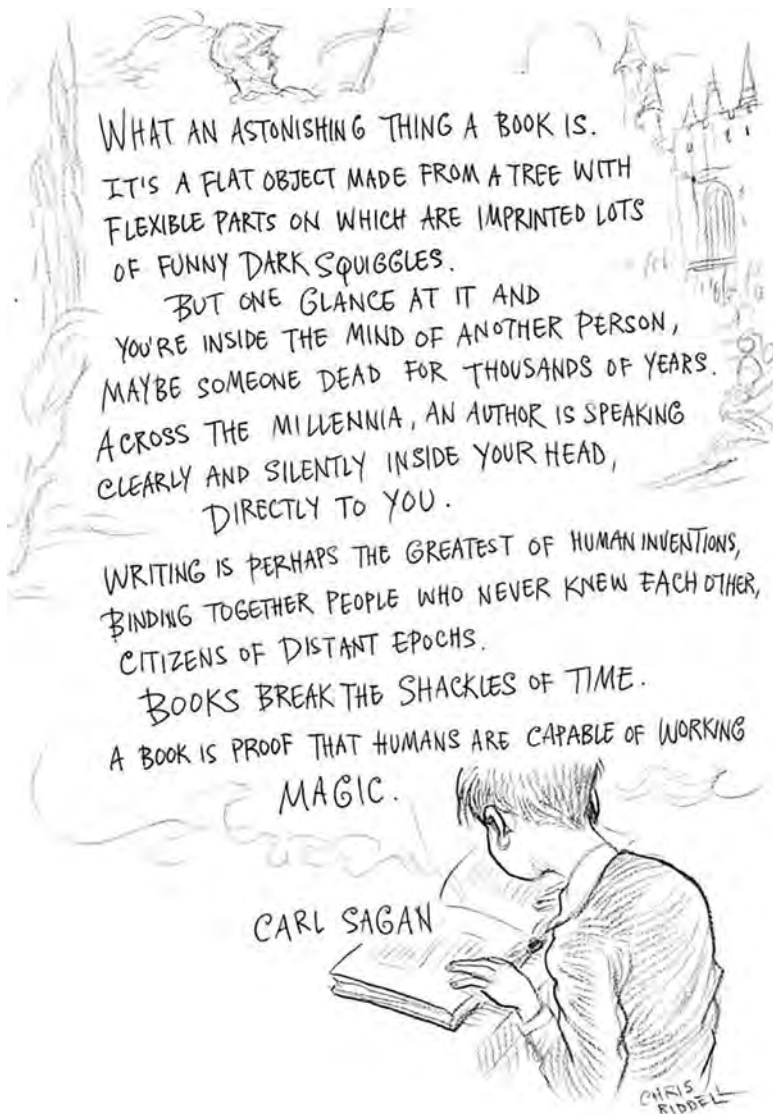 WHAT AN ASTONISHING THING A BOOK IS.
IT'S A FLAT OBJECT MADE FROM A TREE WITH
FLEXIBLE PARTS ON WHICH ARE IMPRINTED LOTS
OF FUNNY DARK SQUIGGLES.
BUT ONE GLANCE AT IT AND
YOU'RE INSIDE THE MIND OF ANOTHER PERSON,
MAYBE SOMEONE DEAD FOR THOUSANDS OF YEARS.
ACROSS THE MILLENNIA, AN AUTHOR IS SPEAKING
CLEARLY AND SILENTLY INSIDE YOUR HEAD,
DIRECTLY TO YOU.
WRITING IS PERHAPS THE GREATEST OF HUMAN INVENTIONS,
BINDING TOGETHER PEOPLE WHO NEVER KNEW EACH OTHER,
CITIZENS OF DISTANT EPOCHS.
BOOKS BREAK THE SHACKLES OF TIME.
A BOOK IS PROOF THAT HUMANS ARE CAPABLE OF WORKING
MAGIC.
CARL SAGAN
CHRIS
RIDDELL